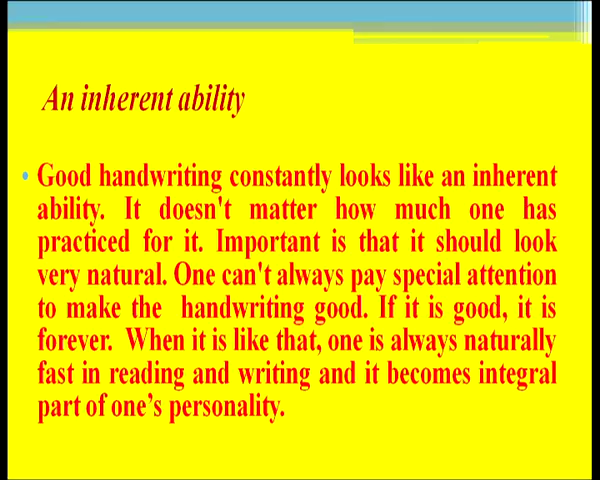 An inherent ability
• Good handwriting constantly looks like an inherent
ability. It doesn't matter how much one has
practiced for it. Important is that it should look
very natural. One can't always pay special attention
to make the handwriting good. If it is good, it is
forever. When it is like that, one is always naturally
fast in reading and writing and it becomes integral
part of one’s personality.